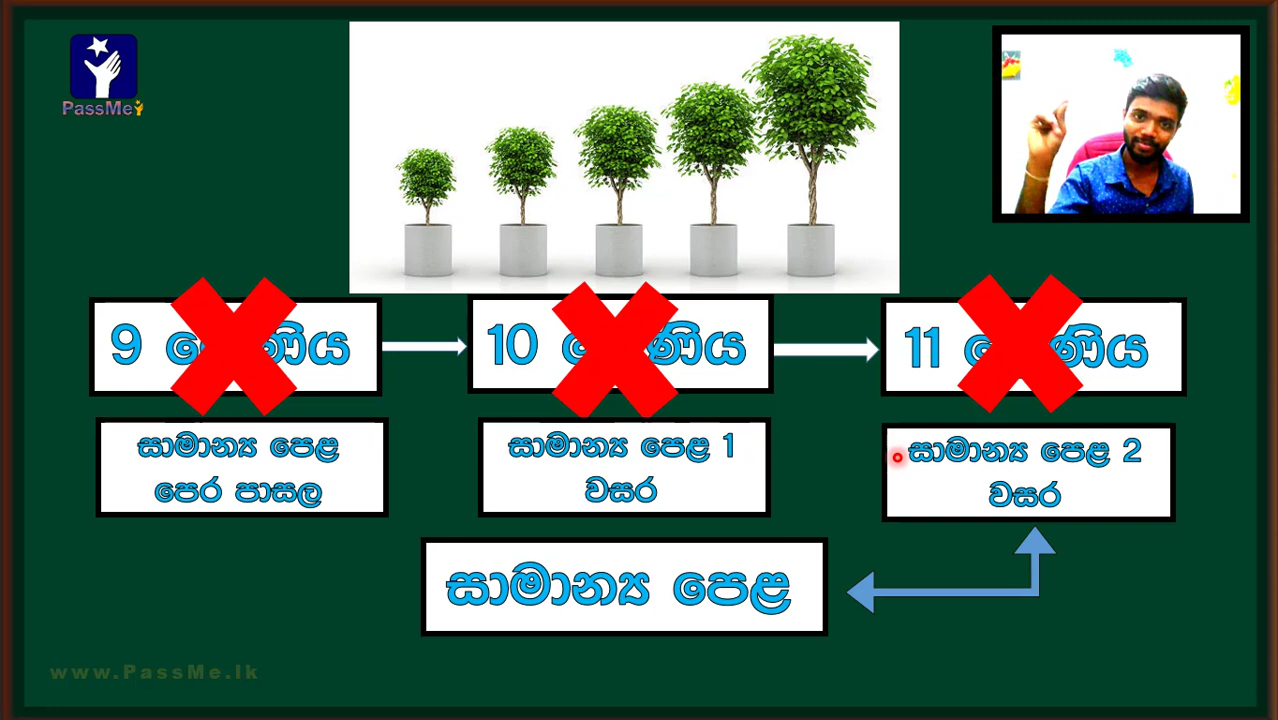 PassMe
9
10
11
සාමාන්‍ය පෙළ
පෙර පාසල
සාමාන්‍ය පෙළ 1
වසර
සාමාන්‍ය පෙළ 2
වසර
සාමාන්‍ය පෙළ
www.PassMe.lk